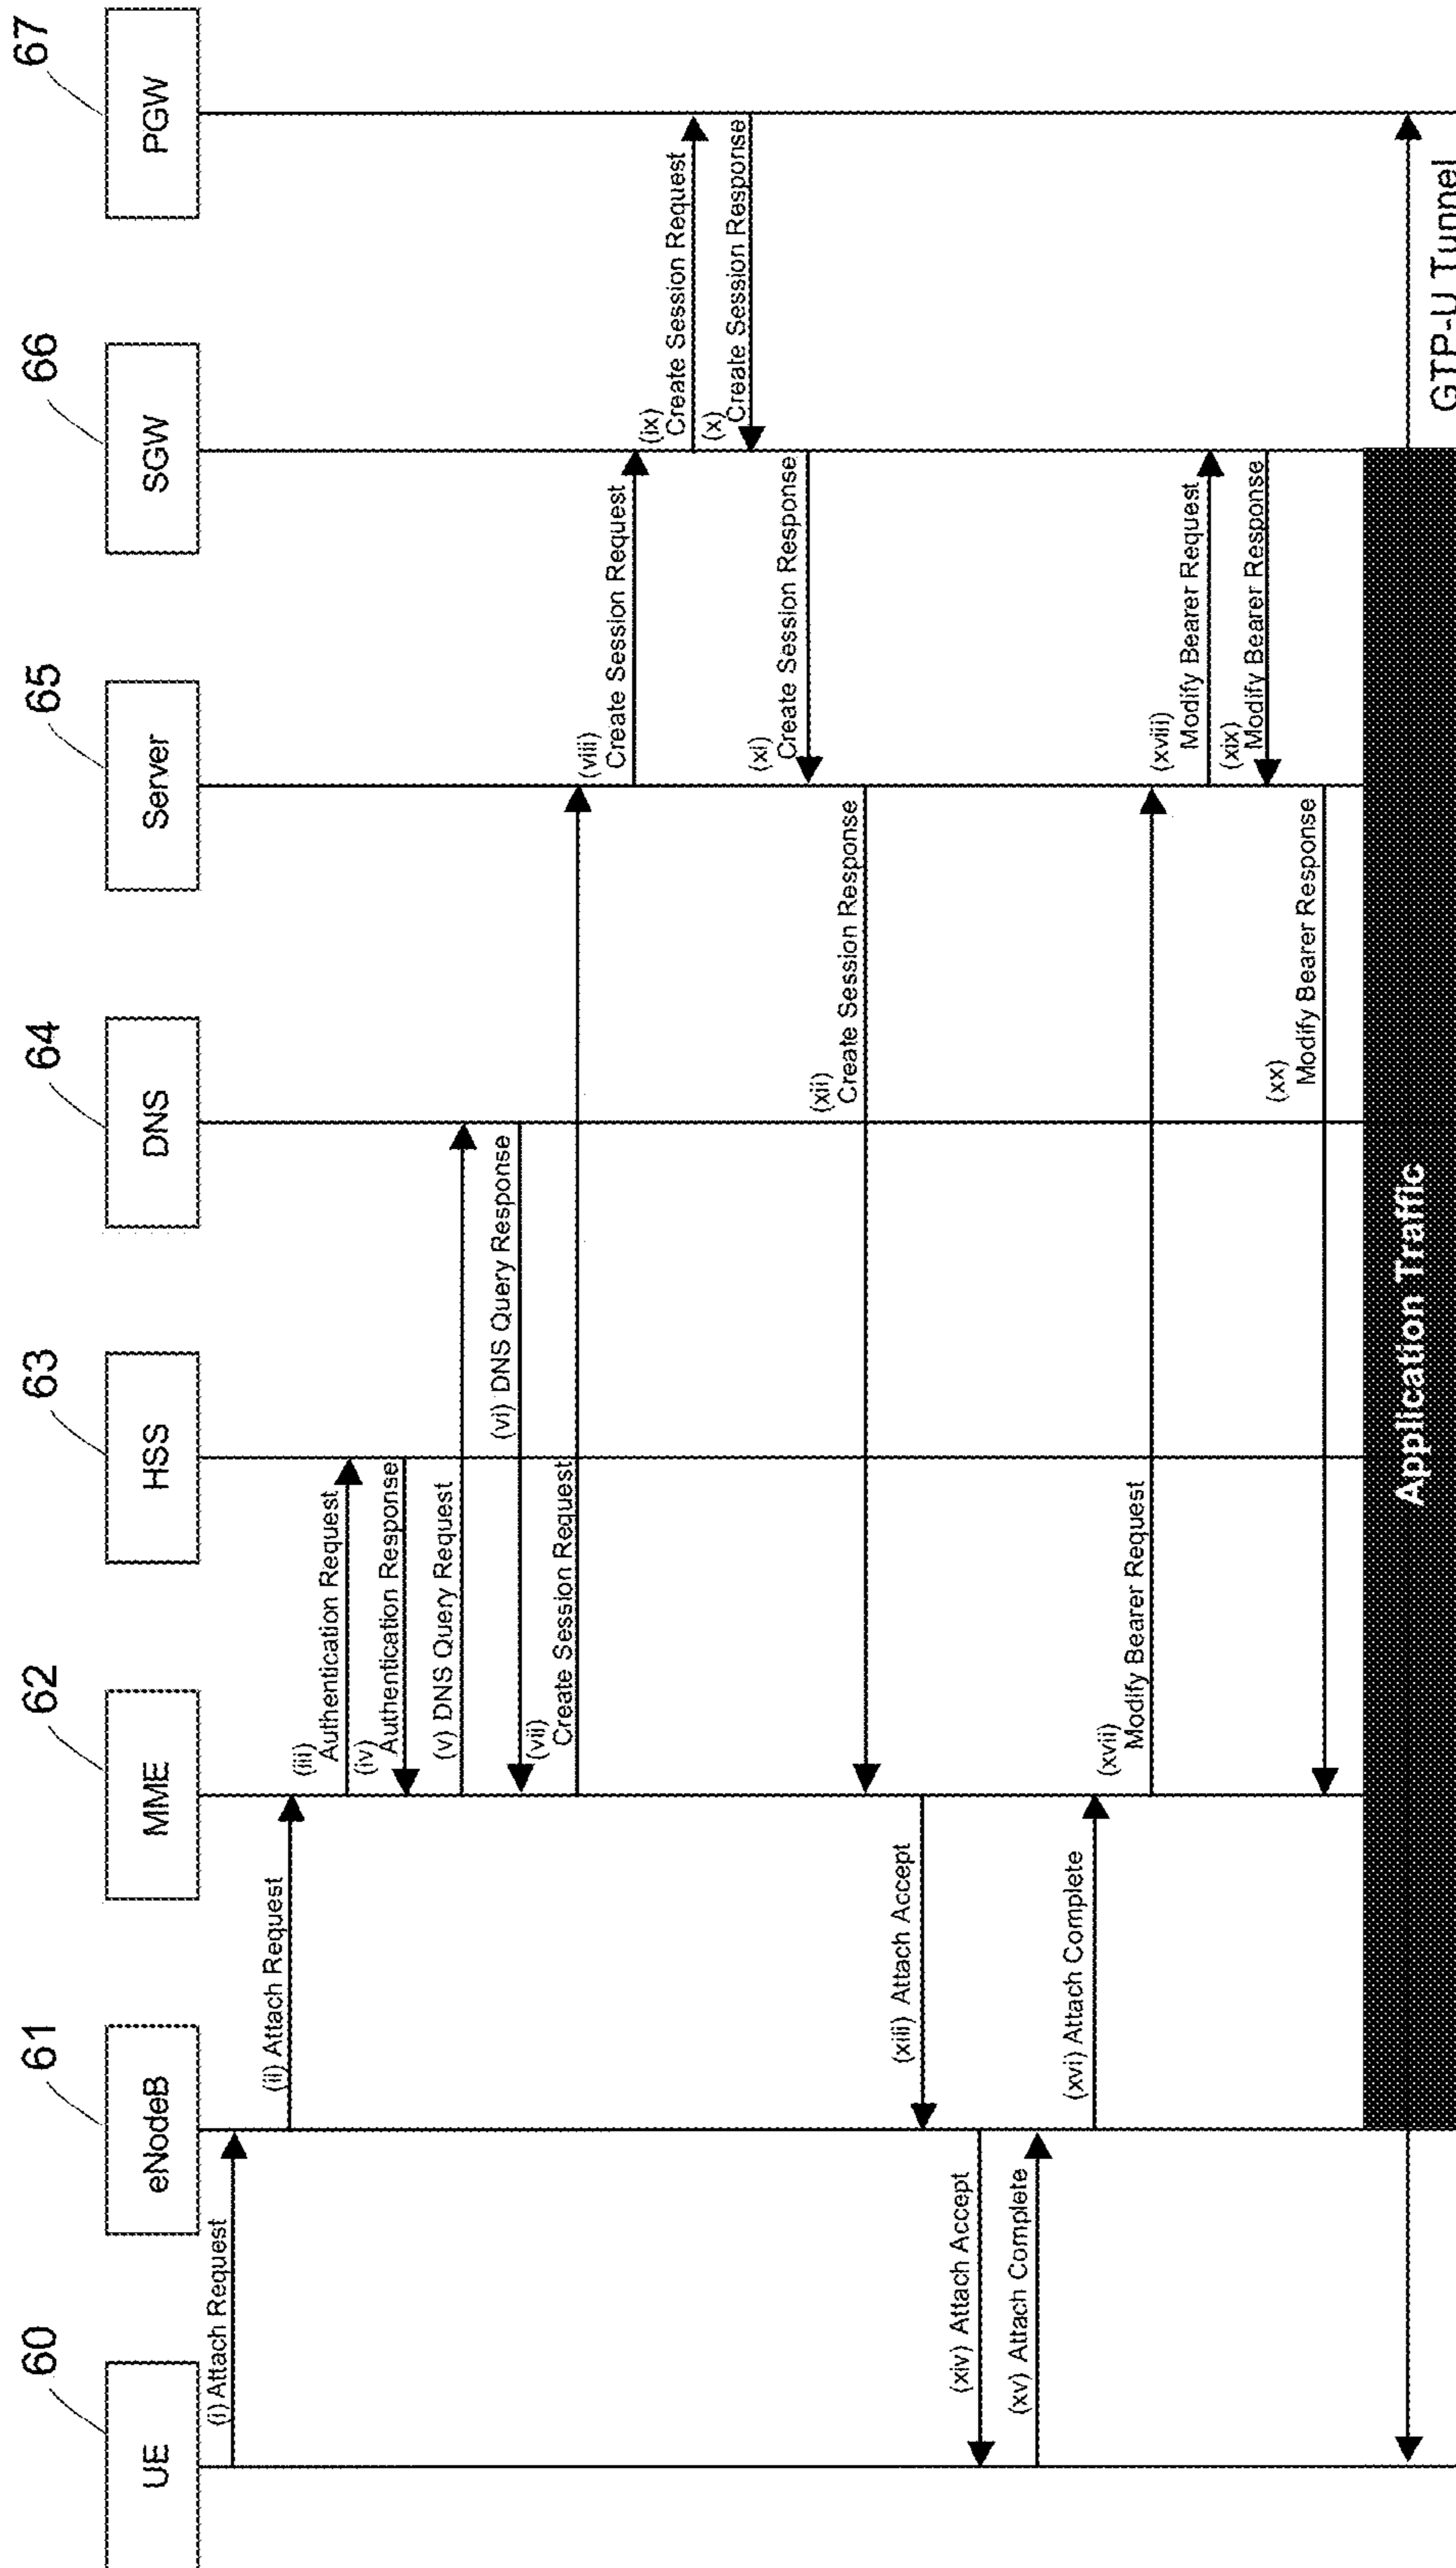 60
61
62
63
64
65
66
67
UE
eNodeB
MME
HSS
DNS
Server
SGW
PGW
(i) Attach Request
(ii) Attach Request
(iii)
Authentication Request
(iv)
Authentication Response
(v) DNS Query Request
(vi) DNS Query Response
(vii)
Create Session Request
(viii)
Create Session Request
(ix)
Create Session Request
(x)
Create Session Response
(xi)
Create Session Response
(xii)
Create Session Response
(xiii) Attach Accept
(xiv) Attach Accept
(xv) Attach Complete
(xvi) Attach Complete
(xvii)
Modify Bearer Request
(xviii)
Modify Bearer Request
(xix)
Modify Bearer Response
(xx)
Modify Bearer Response
Application Traffic
GTP-U Tunnel